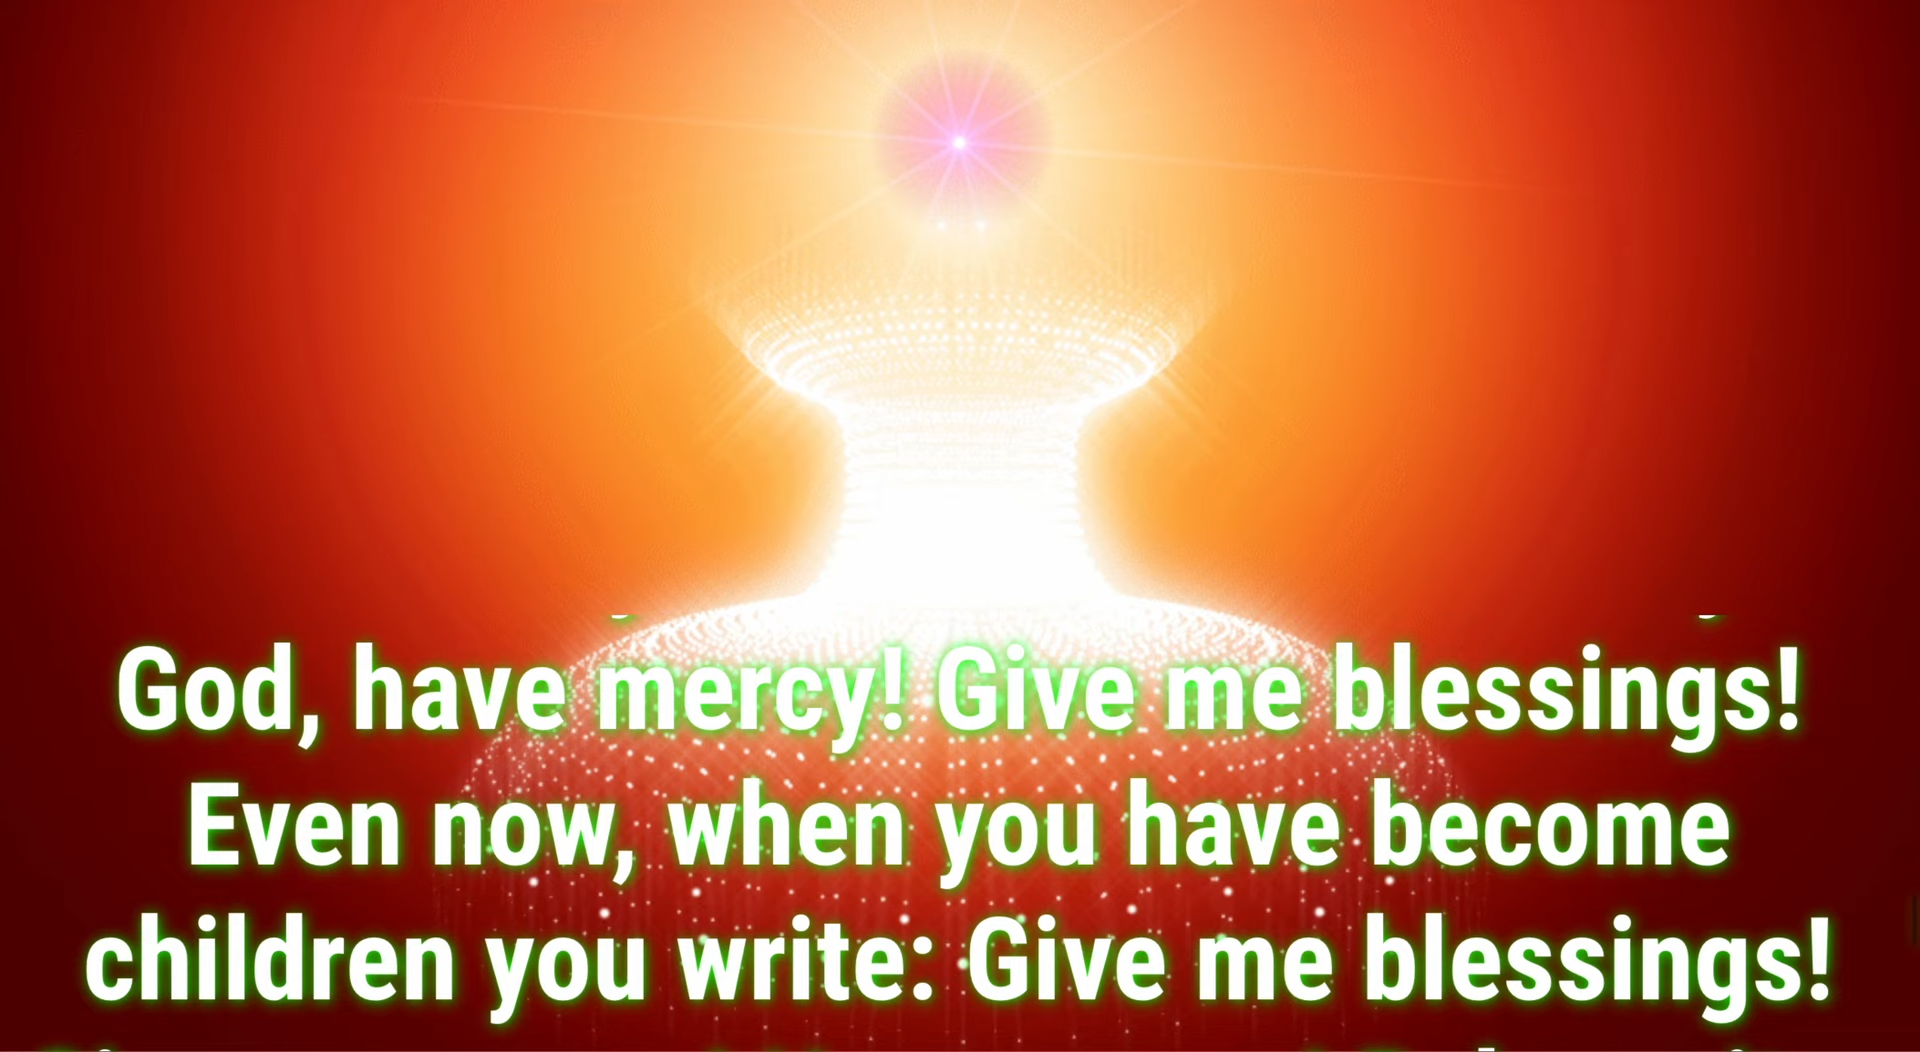 God, have mercy! Give me blessings!
Even now, when you have become
children you write: Give me blessings!